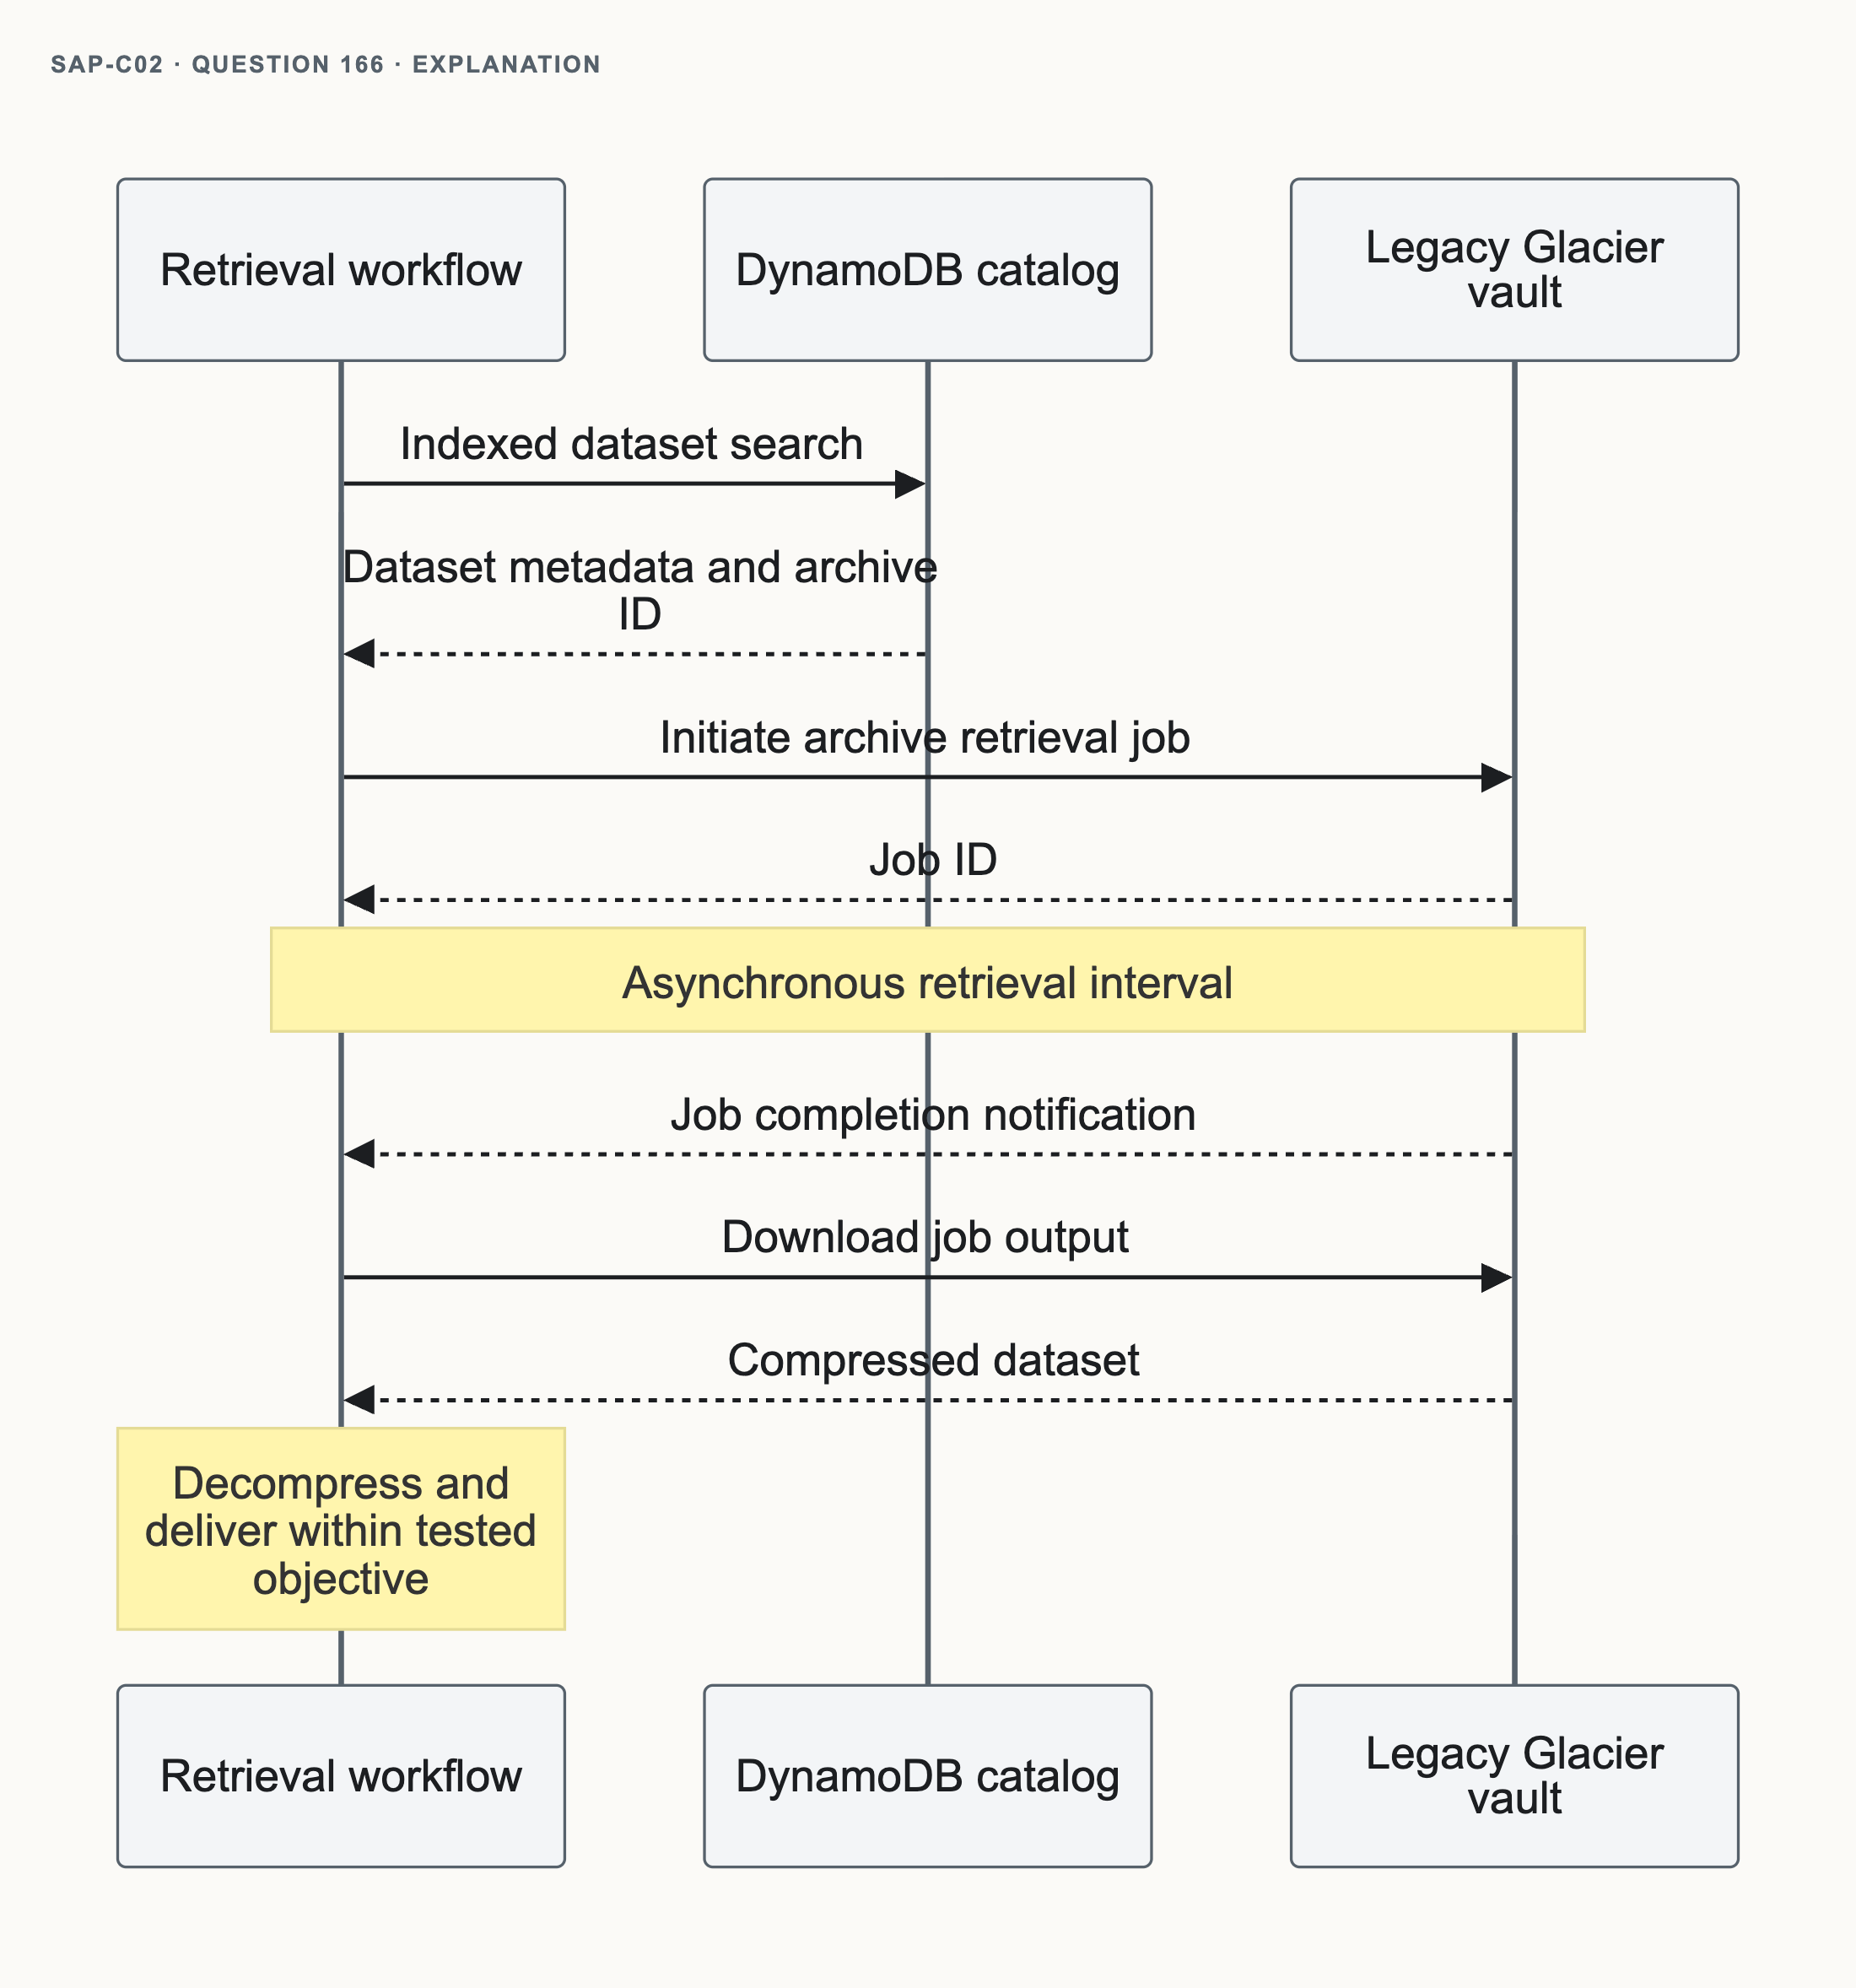 SAP-C02 · QUESTION 166 · EXPLANATION
Retrieval workflow
DynamoDB catalog
Legacy Glacier
vault
Indexed dataset search
Dataset metadata and archive
ID
Initiate archive retrieval job
Job ID
Asynchronous retrieval interval
Job completion notification
Download job output
Compressed dataset
Decompress and
deliver within tested
objective
Retrieval workflow
DynamoDB catalog
Legacy Glacier
vault